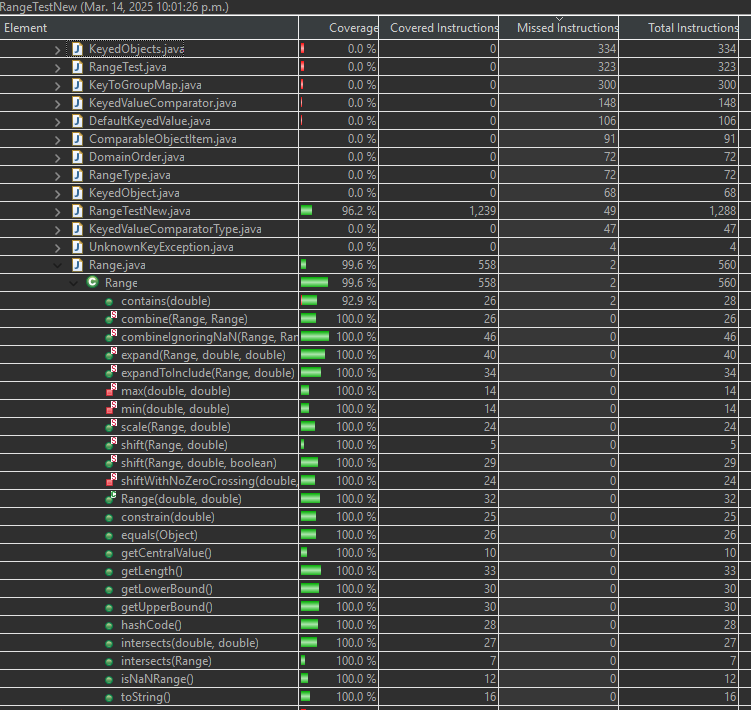 RangeTestNew (Mar. 14, 2025 10:01:26 p.m.)
Element Coverage Covered Instructions Missed Instructions Total Instructions
KeyedObjects.java 0.0 % 0 334 334
RangeTest.java 0.0 % 0 323 323
KeyToGroupMap.java 0.0 % 0 300 300
KeyedValueComparator.java 0.0 % 0 148 148
DefaultKeyedValue.java 0.0 % 0 106 106
ComparableObjectItem.java 0.0 % 0 91 91
DomainOrder.java 0.0 % 0 72 72
RangeType.java 0.0 % 0 72 72
KeyedObject.java 0.0 % 0 68 68
RangeTestNew.java 96.2 % 1,239 49 1,288
KeyedValueComparatorType.java 0.0 % 0 47 47
UnknownKeyException.java 0.0 % 0 4 4
Range.java 99.6 % 558 2 560
Range 99.6 % 558 2 560
contains(double) 92.9 % 26 2 28
combine(Range, Range) 100.0 % 26 0 26
combineIgnoringNaN(Range, Ran 100.0 % 46 0 46
expand(Range, double, double) 100.0 % 40 0 40
expandToInclude(Range, double) 100.0 % 34 0 34
max(double, double) 100.0 % 14 0 14
min(double, double) 100.0 % 14 0 14
scale(Range, double) 100.0 % 24 0 24
shift(Range, double) 100.0 % 5 0 5
shift(Range, double, boolean) 100.0 % 29 0 29
shiftWithNoZeroCrossing(double, 100.0 % 24 0 24
Range(double, double) 100.0 % 32 0 32
constrain(double) 100.0 % 25 0 25
equals(Object) 100.0 % 26 0 26
getCentralValue() 100.0 % 10 0 10
getLength() 100.0 % 33 0 33
getLowerBound() 100.0 % 30 0 30
getUpperBound() 100.0 % 30 0 30
hashCode() 100.0 % 28 0 28
intersects(double, double) 100.0 % 27 0 27
intersects(Range) 100.0 % 7 0 7
isNaNRange() 100.0 % 12 0 12
toString() 100.0 % 16 0 16